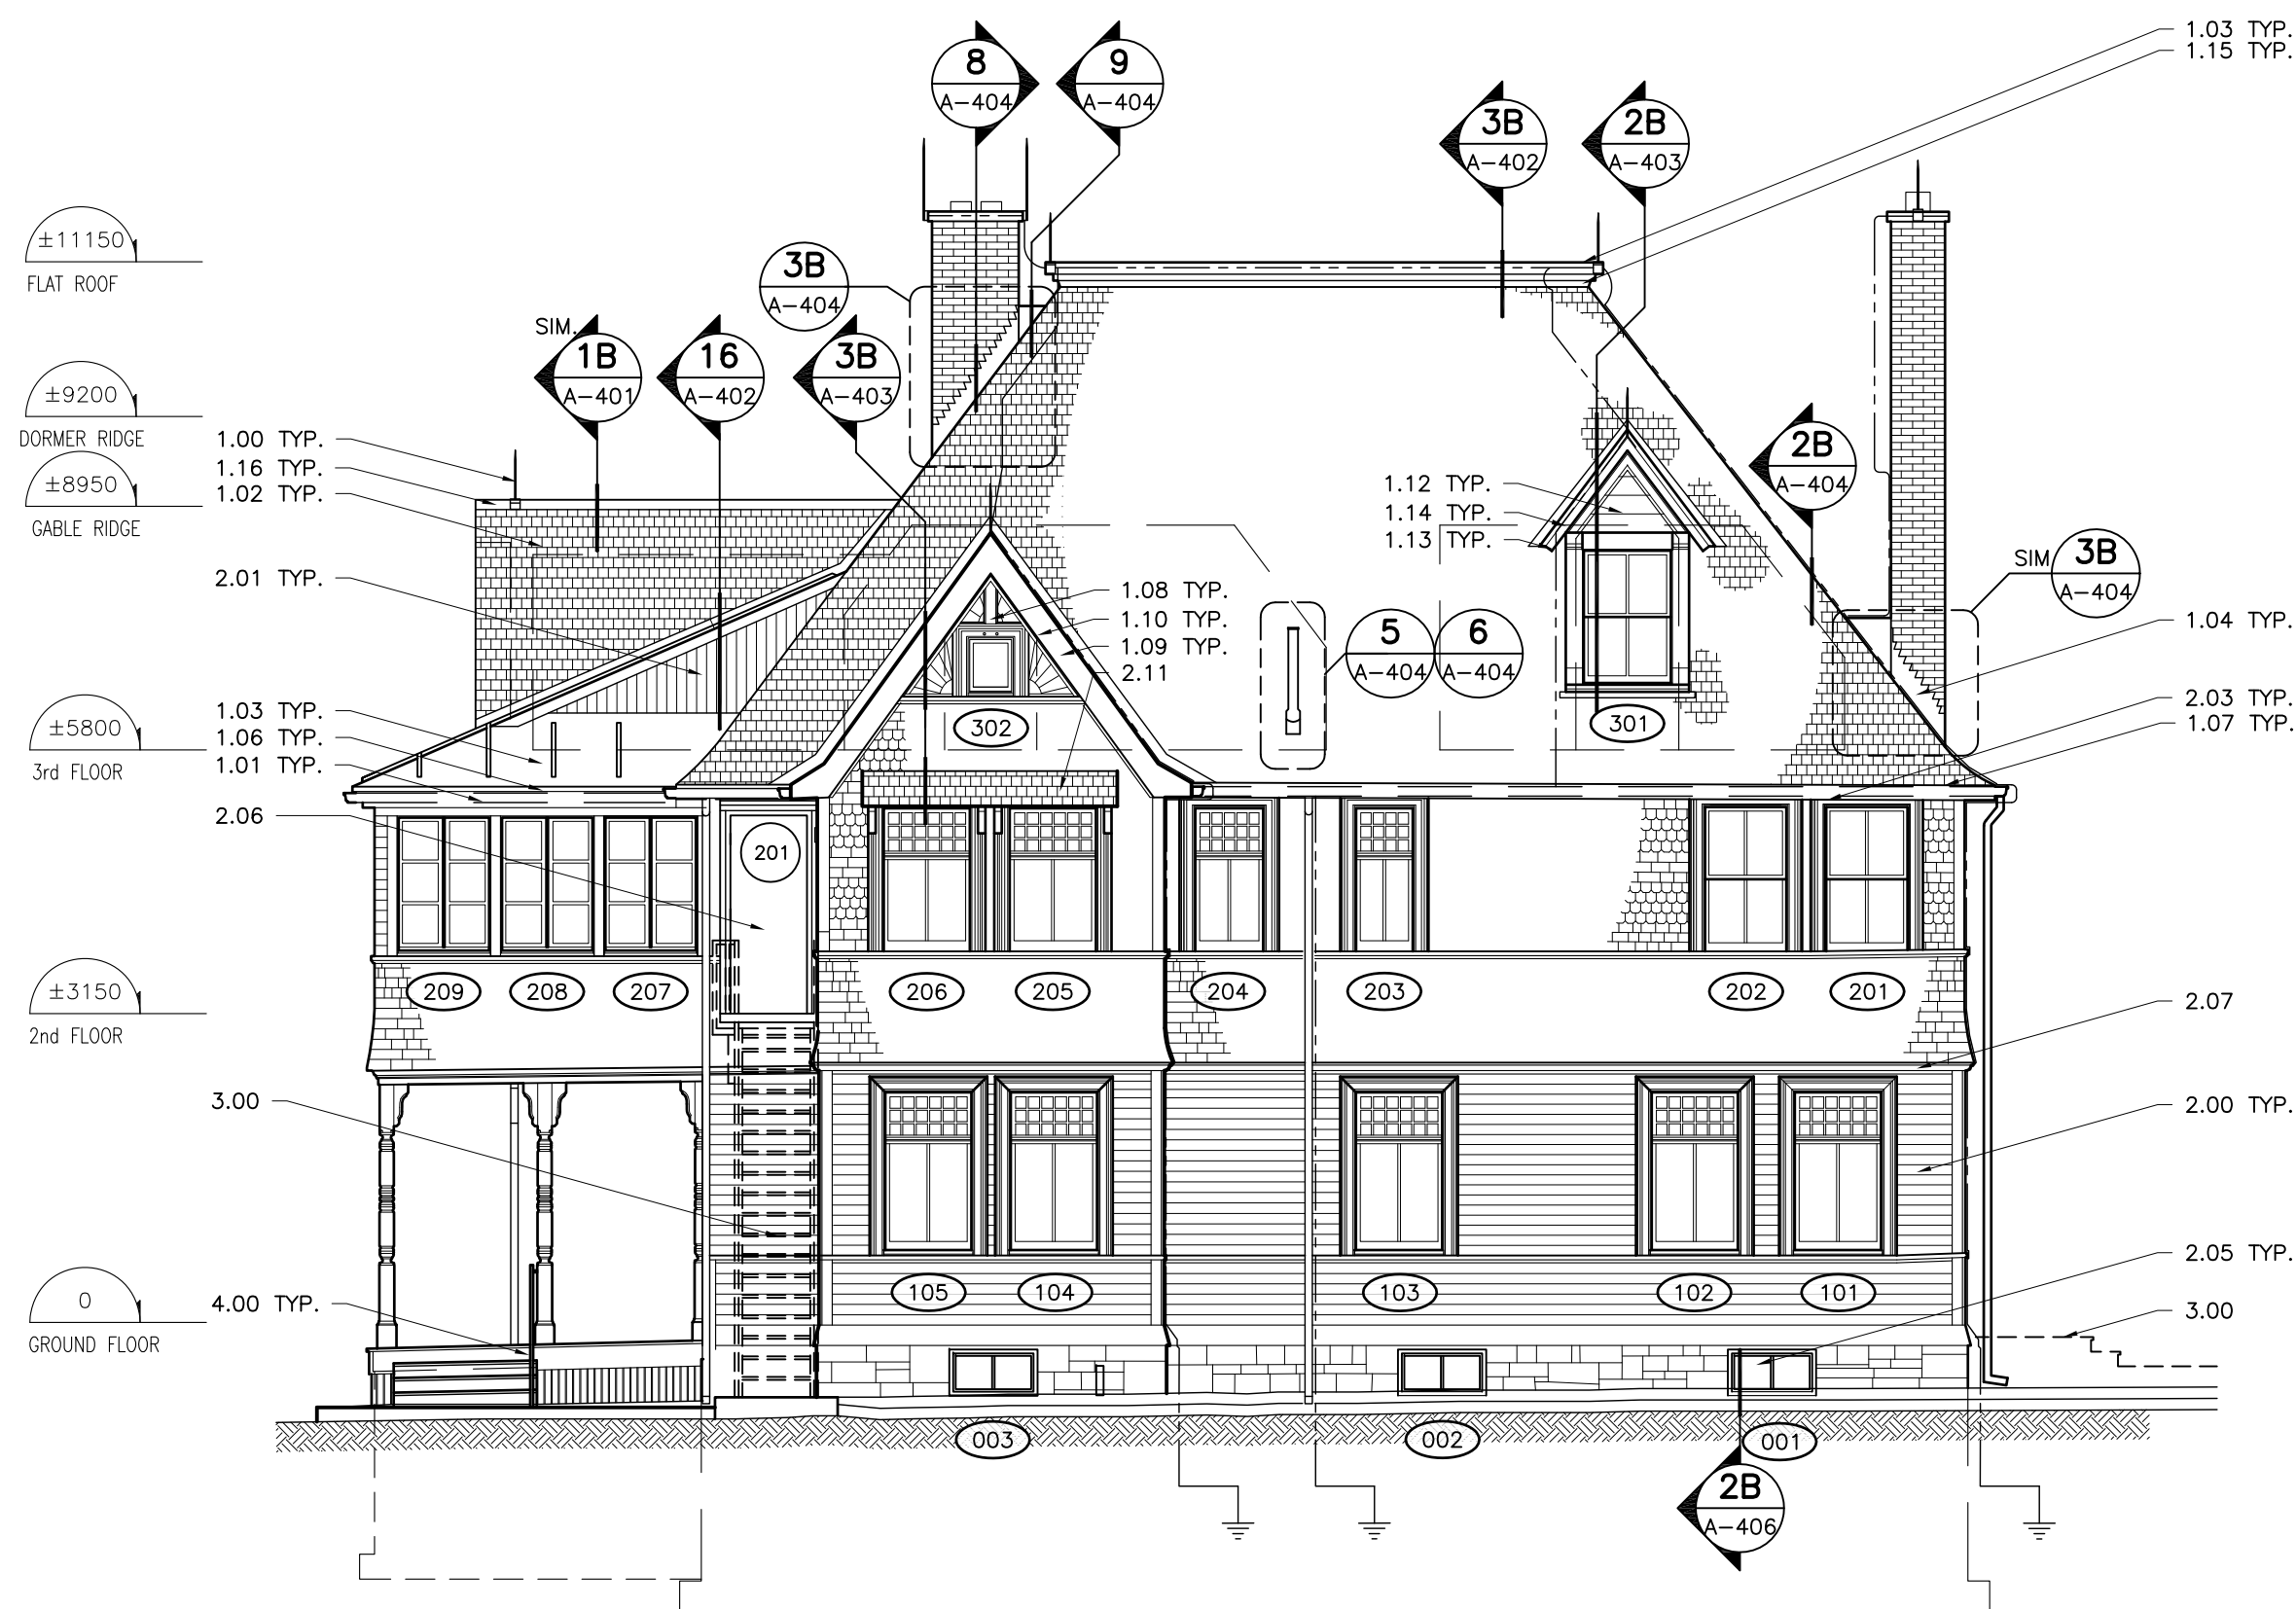 1.03 TYP.
1.15 TYP.
8
A-404
9
A-404
3B
A-402
2B
A-403
±11150
FLAT ROOF
3B
A-404
SIM.
1B
A-401
16
A-402
3B
A-403
±9200
DORMER RIDGE
1.00 TYP.
1.16 TYP.
1.02 TYP.
±8950
GABLE RIDGE
2B
A-404
1.12 TYP.
1.14 TYP.
1.13 TYP.
SIM
3B
A-404
2.01 TYP.
1.08 TYP.
1.10 TYP.
1.09 TYP.
2.11
5
A-404
6
A-404
1.04 TYP.
2.03 TYP.
1.07 TYP.
302
301
±5800
3rd FLOOR
1.03 TYP.
1.06 TYP.
1.01 TYP.
2.06
201
209
208
207
206
205
204
203
202
201
±3150
2nd FLOOR
2.07
3.00
2.00 TYP.
2.05 TYP.
105
104
103
102
101
0
GROUND FLOOR
4.00 TYP.
3.00
003
002
001
2B
A-406